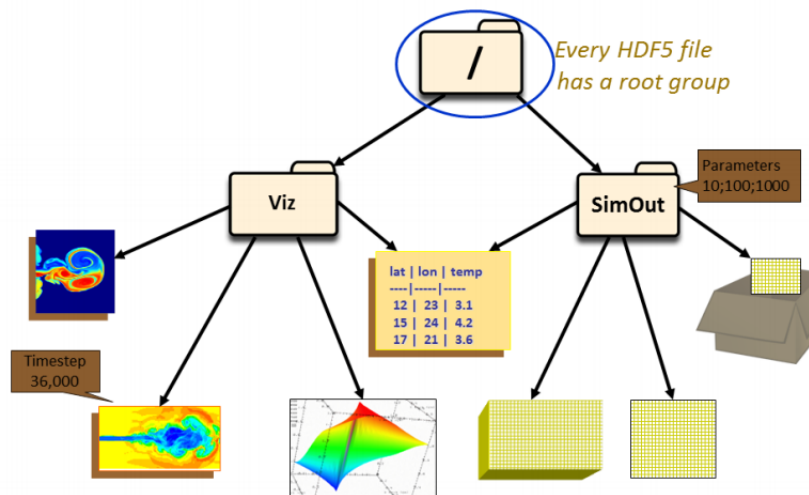 /
Every HDF5 file
has a root group
Parameters
10;100;1000
Viz
SimOut
lat | lon | temp
----|-----|-----
12 | 23 | 3.1
15 | 24 | 4.2
17 | 21 | 3.6
Timestep
36,000